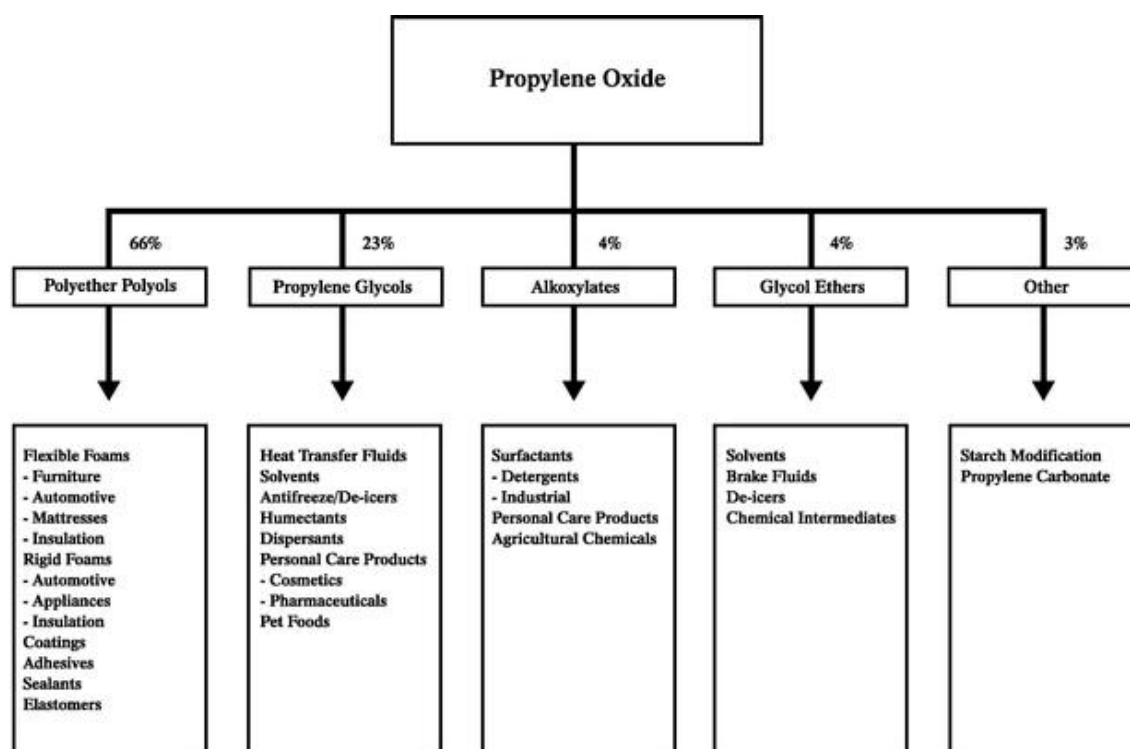 Propylene Oxide
66%
23%
4%
4%
3%
Polyether Polyols
Propylene Glycols
Alkoxylates
Glycol Ethers
Other
Flexible Foams
- Furniture
- Automotive
- Mattresses
- Insulation
Rigid Foams
- Automotive
- Appliances
- Insulation
Coatings
Adhesives
Sealants
Elastomers
Heat Transfer Fluids
Solvents
Antifreeze/De-icers
Humectants
Dispersants
Personal Care Products
- Cosmetics
- Pharmaceuticals
Pet Foods
Surfactants
- Detergents
- Industrial
Personal Care Products
Agricultural Chemicals
Solvents
Brake Fluids
De-icers
Chemical Intermediates
Starch Modification
Propylene Carbonate